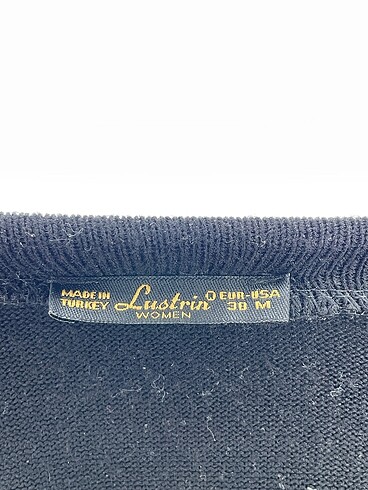 MADE IN
TURKEY
Lustrin®
WOMEN
EUR-USA
38 M